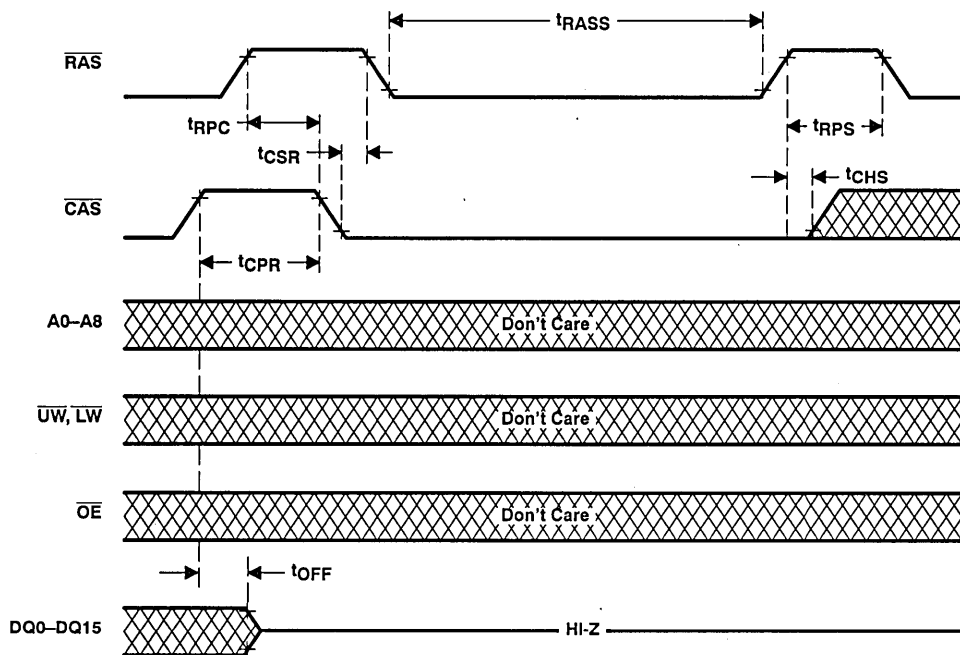 tRASS
RAS
tRPC
tRPS
tCSR
tCHS
CAS
tCPR
A0–A8 Don't Care
UW, LW Don't Care
OE Don't Care
tOFF
DQ0–DQ15 HI-Z